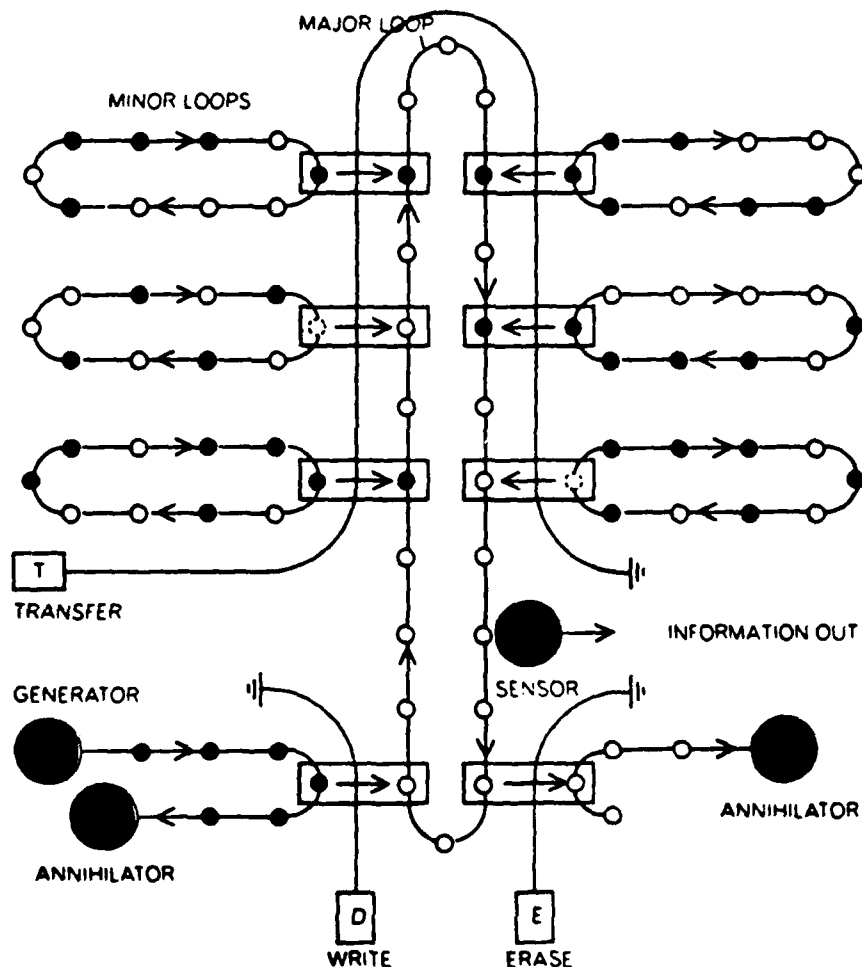 MAJOR LOOP
MINOR LOOPS
T
TRANSFER
INFORMATION OUT
SENSOR
GENERATOR
ANNIHILATOR
ANNIHILATOR
D
E
WRITE
ERASE